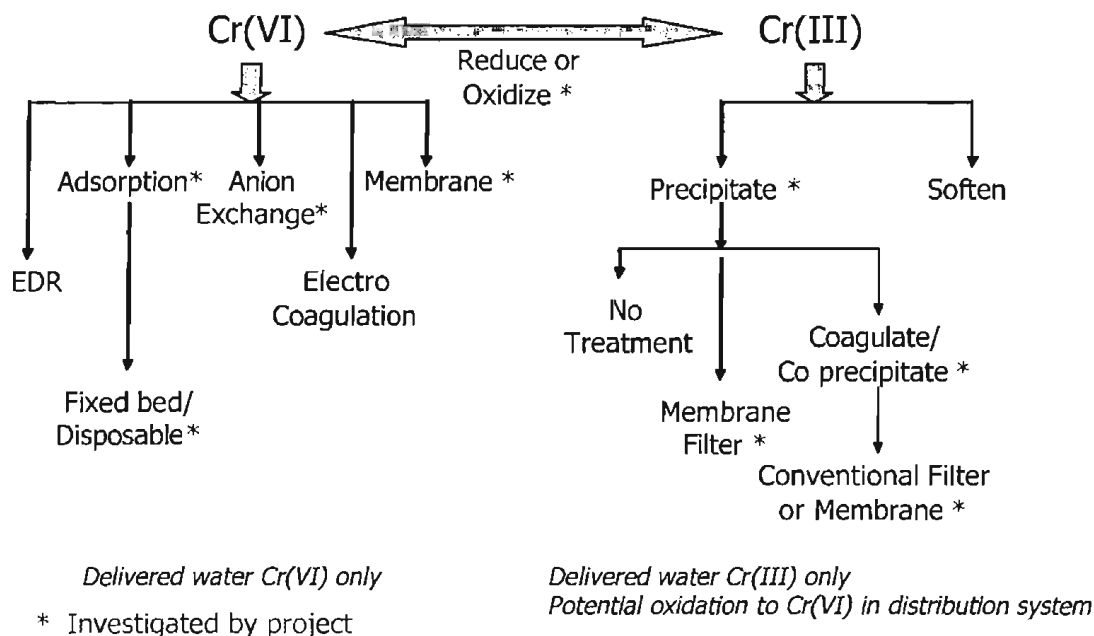 Cr(VI)
Cr(III)
Reduce or
Oxidize *
Adsorption*
Anion
Exchange*
Membrane *
Precipitate *
Soften
EDR
Electro
Coagulation
No
Treatment
Coagulate/
Co precipitate *
Fixed bed/
Disposable *
Membrane
Filter *
Conventional Filter
or Membrane *
Delivered water Cr(VI) only
Delivered water Cr(III) only
Potential oxidation to Cr(VI) in distribution system
* Investigated by project